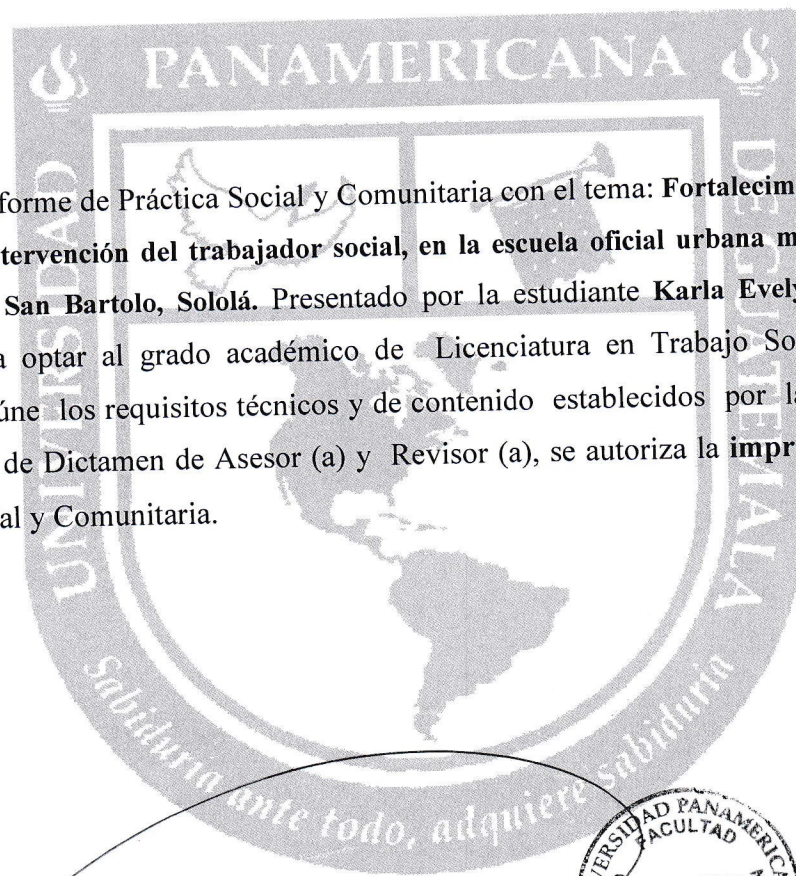 PANAMERICANA
UNIVERSIDAD
DE GUATEMALA
forme de Práctica Social y Comunitaria con el tema: Fortalecim
tervención del trabajador social, en la escuela oficial urbana m
San Bartolo, Sololá. Presentado por la estudiante Karla Evely
a optar al grado académico de Licenciatura en Trabajo So
úne los requisitos técnicos y de contenido establecidos por la
de Dictamen de Asesor (a) y Revisor (a), se autoriza la impr
al y Comunitaria.
Sabiduría ante todo, adquiere sabiduría
ERSIDAD PANAMERICA
FACULTAD